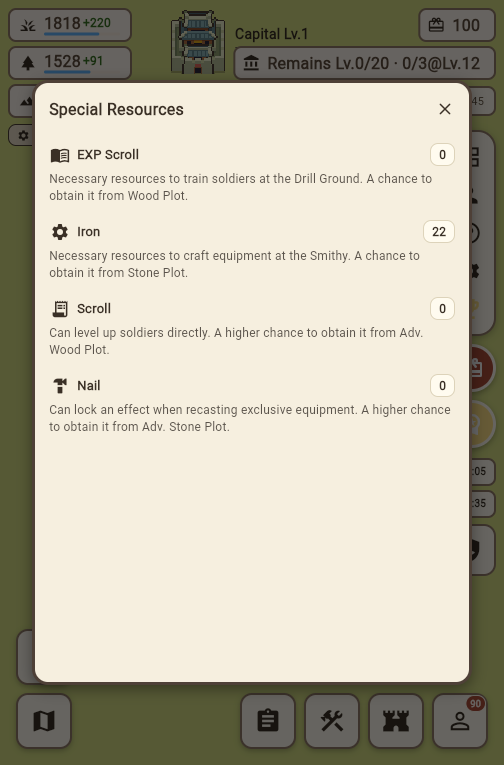 1818 +220
Capital Lv.1
100
1528 +91
Remains Lv.0/20 · 0/3@Lv.12
45
Special Resources
EXP Scroll
0
Necessary resources to train soldiers at the Drill Ground. A chance to
obtain it from Wood Plot.
Iron
22
Necessary resources to craft equipment at the Smithy. A chance to
obtain it from Stone Plot.
Scroll
0
Can level up soldiers directly. A higher chance to obtain it from Adv.
Wood Plot.
Nail
0
Can lock an effect when recasting exclusive equipment. A higher chance
to obtain it from Adv. Stone Plot.
:05
:35
90